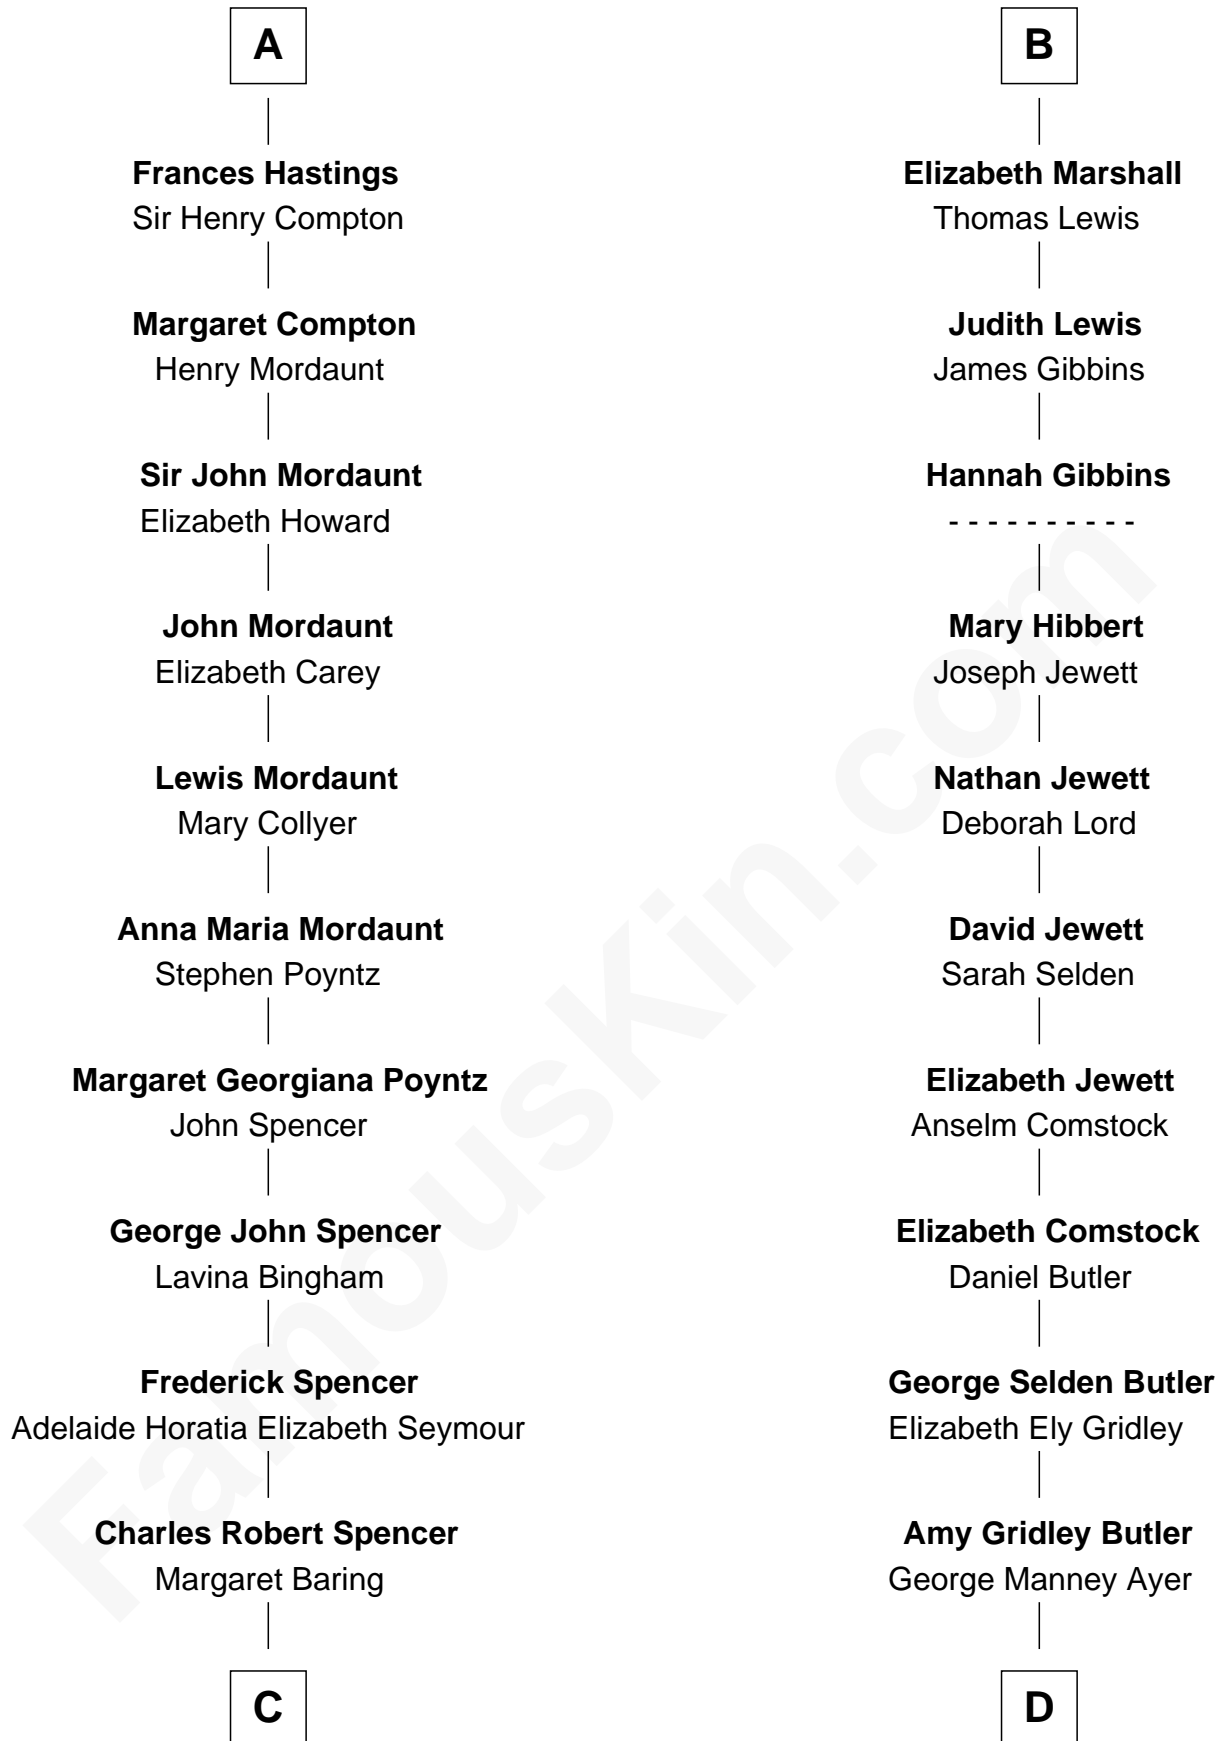 A
Frances Hastings
Sir Henry Compton
Margaret Compton
Henry Mordaunt
Sir John Mordaunt
Elizabeth Howard
John Mordaunt
Elizabeth Carey
Lewis Mordaunt
Mary Collyer
Anna Maria Mordaunt
Stephen Poyntz
Margaret Georgiana Poyntz
John Spencer
George John Spencer
Lavina Bingham
Frederick Spencer
Adelaide Horatia Elizabeth Seymour
Charles Robert Spencer
Margaret Baring
C
B
Elizabeth Marshall
Thomas Lewis
Judith Lewis
James Gibbins
Hannah Gibbins
- - - - - - - - - -
Mary Hibbert
Joseph Jewett
Nathan Jewett
Deborah Lord
David Jewett
Sarah Selden
Elizabeth Jewett
Anselm Comstock
Elizabeth Comstock
Daniel Butler
George Selden Butler
Elizabeth Ely Gridley
Amy Gridley Butler
George Manney Ayer
D
FamousKin.com